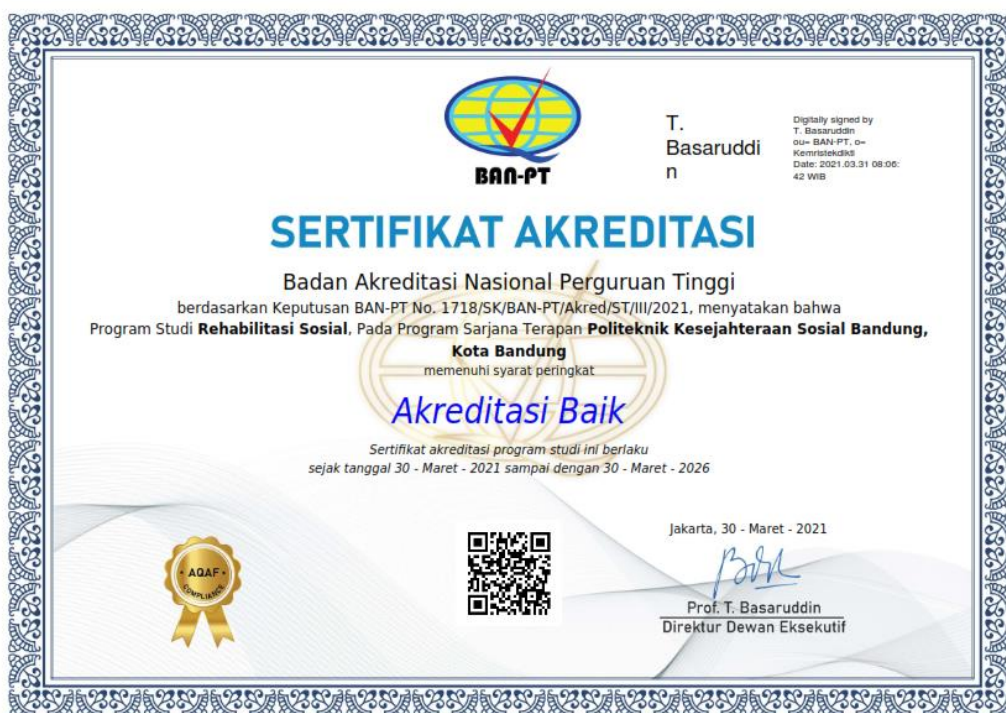 BAN-PT
T.
Basaruddi
n
Digitally signed by
T. Basaruddin
ou= BAN-PT, o=
Kemristekdikti
Date: 2021.03.31 08:06:
42 WIB
SERTIFIKAT AKREDITASI
Badan Akreditasi Nasional Perguruan Tinggi
berdasarkan Keputusan BAN-PT No. 1718/SK/BAN-PT/Akred/ST/III/2021, menyatakan bahwa
Program Studi Rehabilitasi Sosial, Pada Program Sarjana Terapan Politeknik Kesejahteraan Sosial Bandung,
Kota Bandung
memenuhi syarat peringkat
Akreditasi Baik
Sertifikat akreditasi program studi ini berlaku
sejak tanggal 30 - Maret - 2021 sampai dengan 30 - Maret - 2026
Jakarta, 30 - Maret - 2021
AQAF
COMPLIANCE
Prof. T. Basaruddin
Direktur Dewan Eksekutif